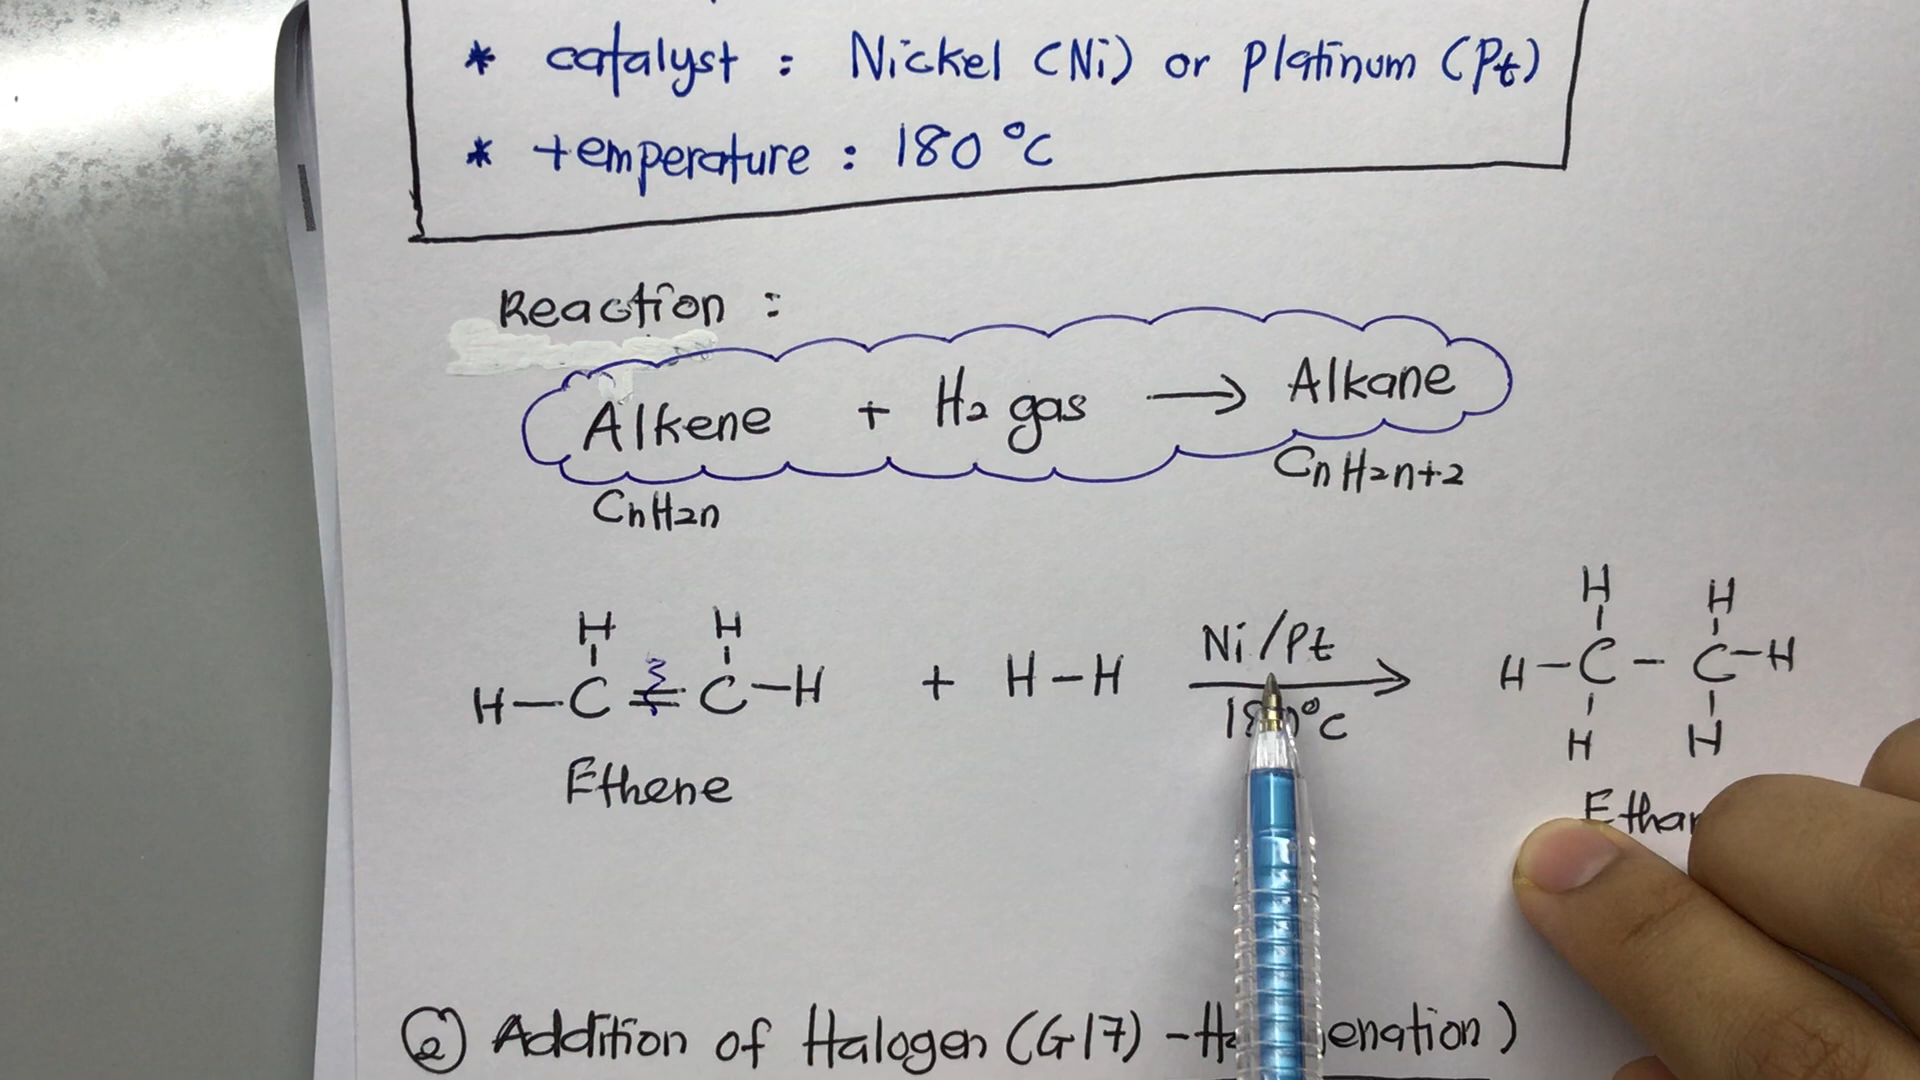 * catalyst : Nickel (Ni) or Platinum (Pt)
* temperature : 180 °C
Reaction :
Alkene + H2 gas → Alkane
CnH2n CnH2n+2
H H H H
Ni/Pt
H-C=C-H + H-H → H-C-C-H
180°C
H H
Ethene
② Addition of Halogen (G17) -